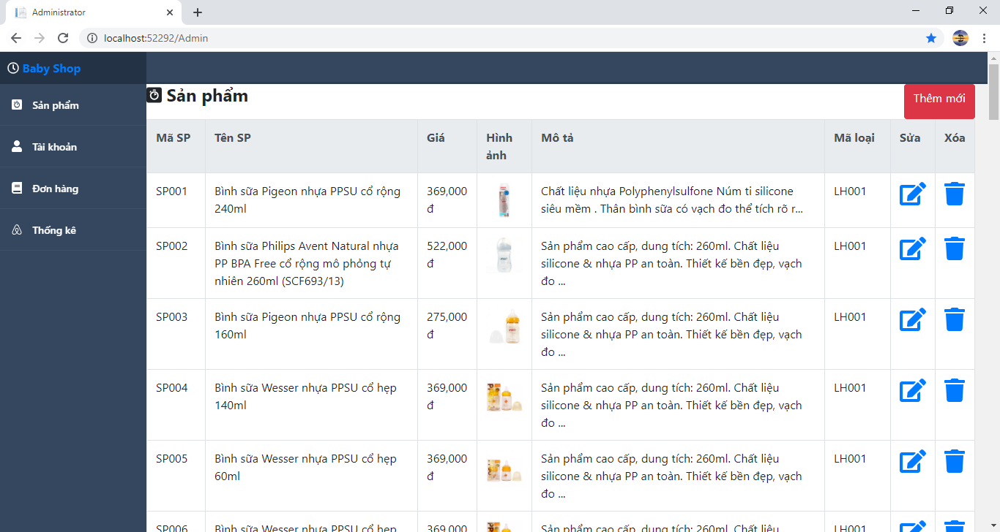 Administrator
localhost:52292/Admin
Baby Shop
Sản phẩm
Tài khoản
Đơn hàng
Thống kê
Sản phẩm
Thêm mới
Mã SP
Tên SP
Giá
Hình
ảnh
Mô tả
Mã loại
Sửa
Xóa
SP001
Bình sữa Pigeon nhựa PPSU cổ rộng
240ml
369,000
đ
Chất liệu nhựa Polyphenylsulfone Núm ti silicone
siêu mềm . Thân bình sữa có vạch đo thể tích rõ r...
LH001
SP002
Bình sữa Philips Avent Natural nhựa
PP BPA Free cổ rộng mô phỏng tự
nhiên 260ml (SCF693/13)
522,000
đ
Sản phẩm cao cấp, dung tích: 260ml. Chất liệu
silicone & nhựa PP an toàn. Thiết kế bền đẹp, vạch
đo ...
LH001
SP003
Bình sữa Pigeon nhựa PPSU cổ rộng
160ml
275,000
đ
Sản phẩm cao cấp, dung tích: 260ml. Chất liệu
silicone & nhựa PP an toàn. Thiết kế bền đẹp, vạch
đo ...
LH001
SP004
Bình sữa Wesser nhựa PPSU cổ hẹp
140ml
369,000
đ
Sản phẩm cao cấp, dung tích: 260ml. Chất liệu
silicone & nhựa PP an toàn. Thiết kế bền đẹp, vạch
đo ...
LH001
SP005
Bình sữa Wesser nhựa PPSU cổ hẹp
60ml
369,000
đ
Sản phẩm cao cấp, dung tích: 260ml. Chất liệu
silicone & nhựa PP an toàn. Thiết kế bền đẹp, vạch
đo ...
LH001
SP006
Bình sữa Wesser nhựa PPSU cổ hẹp
369,000
Sản phẩm cao cấp, dung tích: 260ml. Chất liệu
LH001